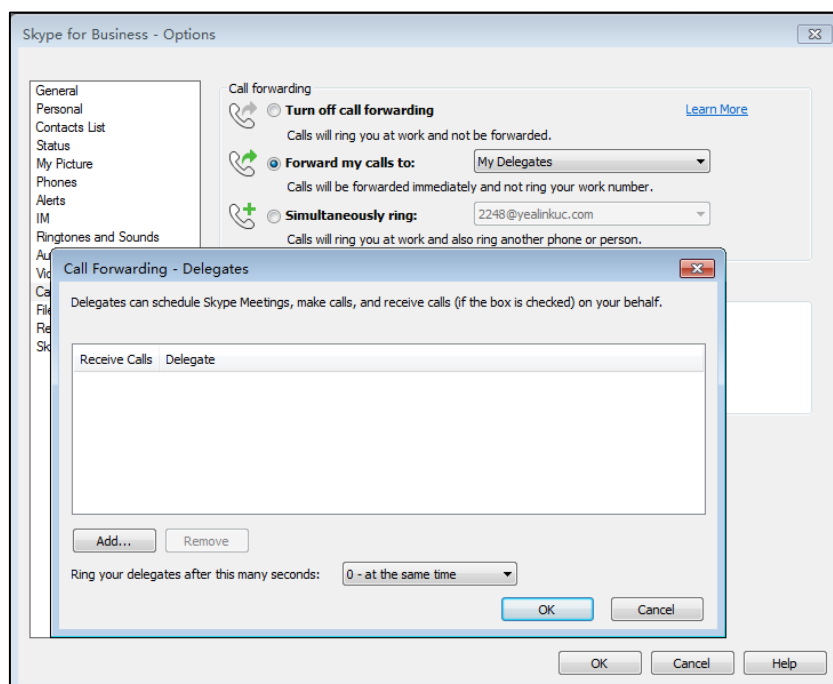 Skype for Business - Options
General
Personal
Contacts List
Status
My Picture
Phones
Alerts
IM
Ringtones and Sounds
Call forwarding
Turn off call forwarding
Learn More
Calls will ring you at work and not be forwarded.
Forward my calls to:
My Delegates
Calls will be forwarded immediately and not ring your work number.
Simultaneously ring:
2248@yealinkuc.com
Calls will ring you at work and also ring another phone or person.
Call Forwarding - Delegates
Delegates can schedule Skype Meetings, make calls, and receive calls (if the box is checked) on your behalf.
Receive Calls Delegate
Add... Remove
Ring your delegates after this many seconds: 0 - at the same time
OK Cancel
OK Cancel Help